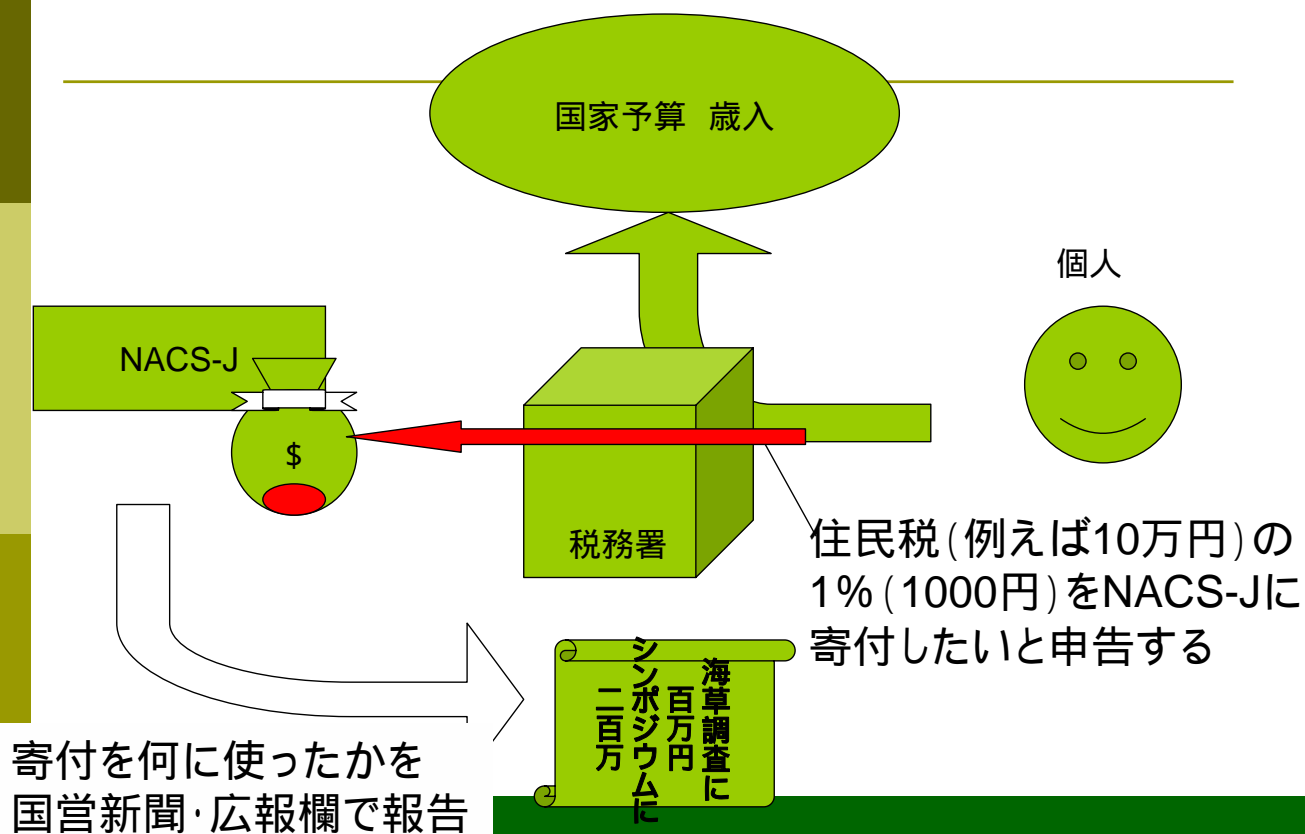 国家予算 歳入
個人
NACS-J
$
税務署
住民税(例えば10万円)の
1%(1000円)をNACS-Jに
寄付したいと申告する
海草調査に
百万円
シンポジウムに
二百万
寄付を何に使ったかを
国営新聞・広報欄で報告